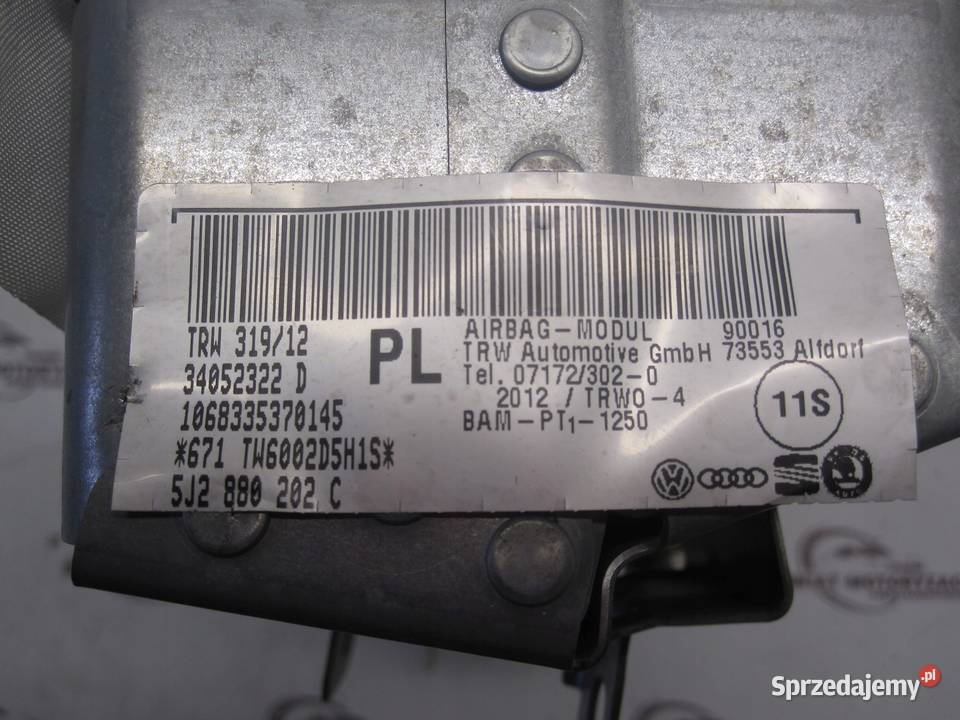 TRW 319/12
34052322 D
1068335370145
*671 TW6002D5H1S*
5J2 880 202 C
PL
AIRBAG-MODUL 90016
TRW Automotive GmbH 73553 Alfdorf
Tel. 07172/302-0
2012 / TRWO-4
BAM-PT1-1250
11S
Sprzedajemy.pl